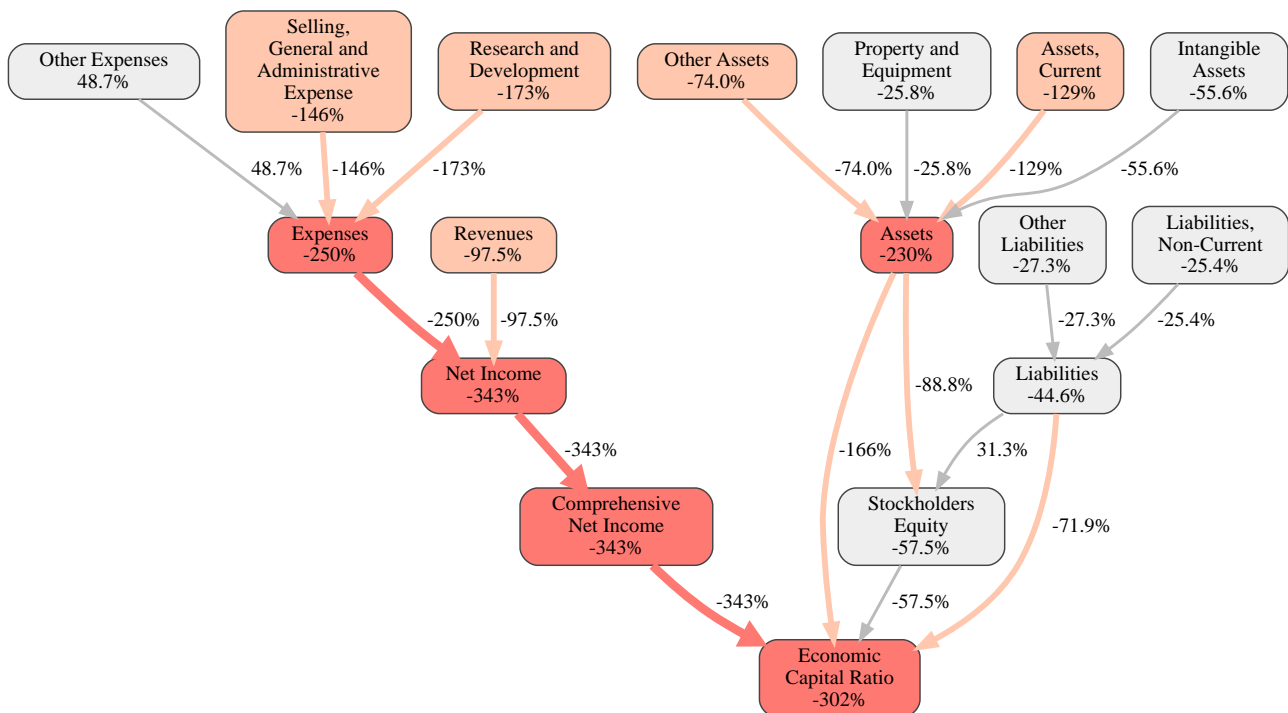 Other Expenses
48.7%
Selling,
General and
Administrative
Expense
-146%
Research and
Development
-173%
Other Assets
-74.0%
Property and
Equipment
-25.8%
Assets,
Current
-129%
Intangible
Assets
-55.6%
48.7%
-146%
-173%
-74.0%
-25.8%
-129%
-55.6%
Expenses
-250%
Revenues
-97.5%
Assets
-230%
Other
Liabilities
-27.3%
Liabilities,
Non-Current
-25.4%
-250%
-97.5%
-27.3%
-25.4%
Net Income
-343%
-88.8%
Liabilities
-44.6%
-343%
-166%
31.3%
Comprehensive
Net Income
-343%
Stockholders
Equity
-57.5%
-71.9%
-343%
-57.5%
Economic
Capital Ratio
-302%